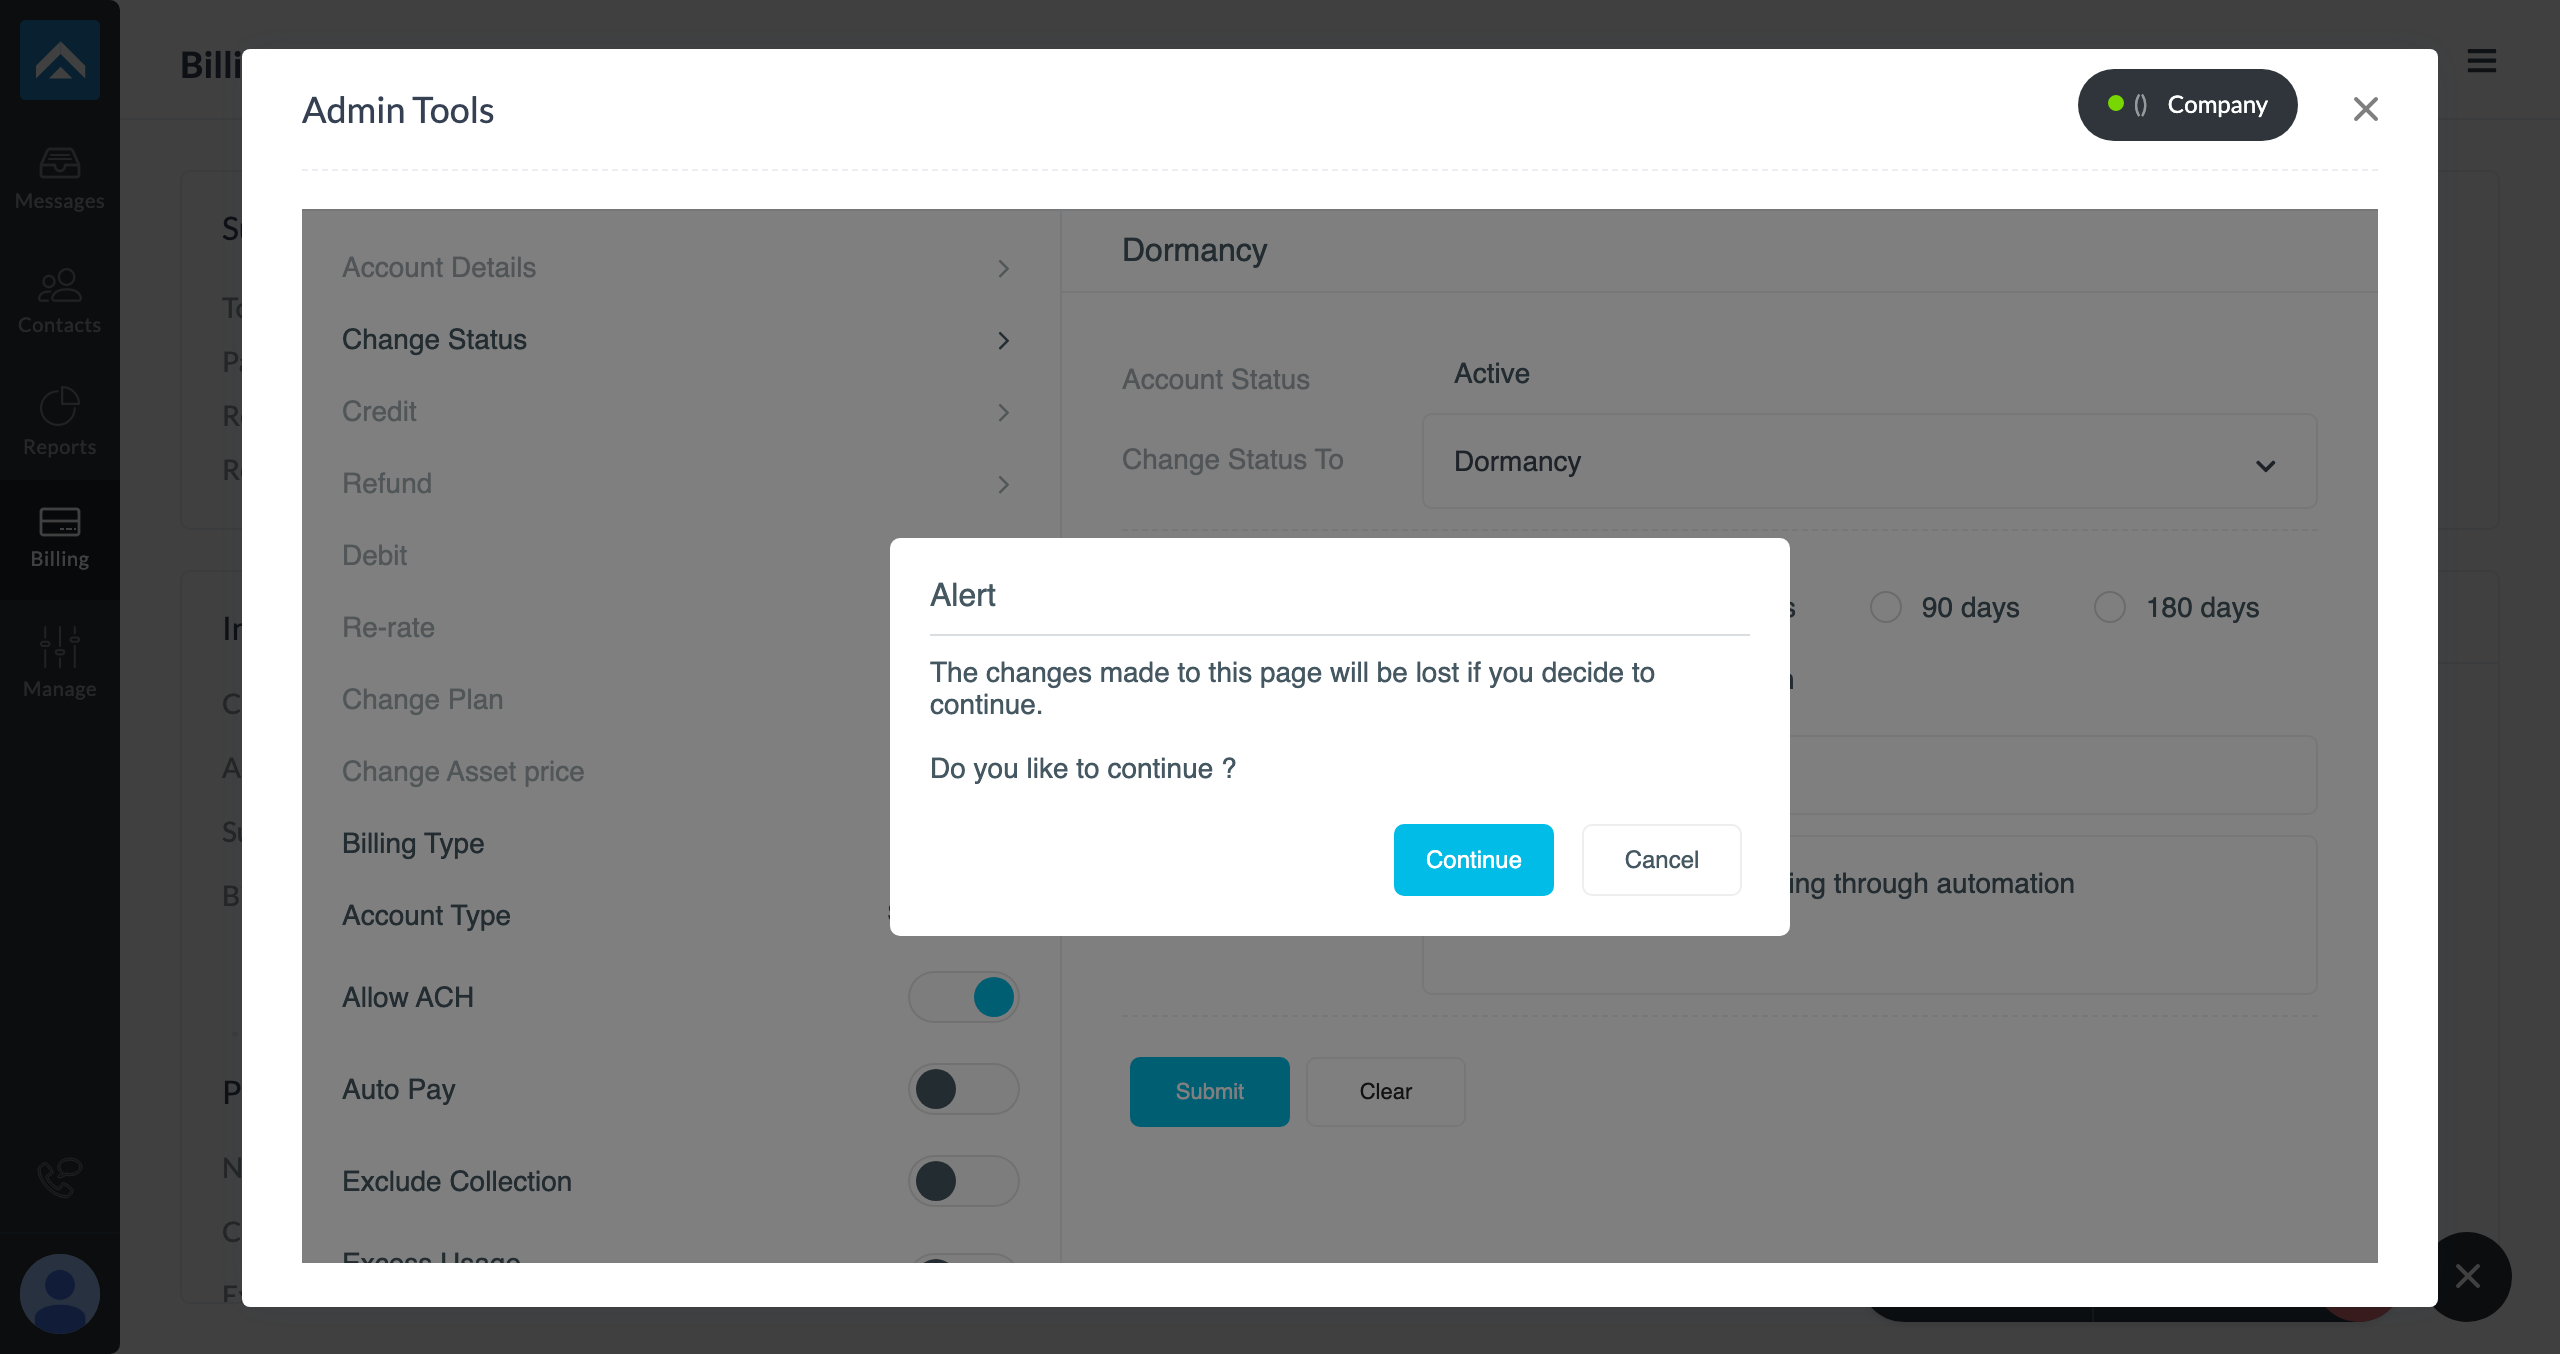 Admin Tools
() Company
Messages
Contacts
Reports
Billing
Manage
Account Details
Change Status
Credit
Refund
Debit
Re-rate
Change Plan
Change Asset price
Billing Type
Account Type
Allow ACH
Auto Pay
Exclude Collection
Excess Usage
Dormancy
Account Status Active
Change Status To Dormancy
90 days 180 days
ing through automation
Submit Clear
Alert
The changes made to this page will be lost if you decide to
continue.
Do you like to continue ?
Continue Cancel